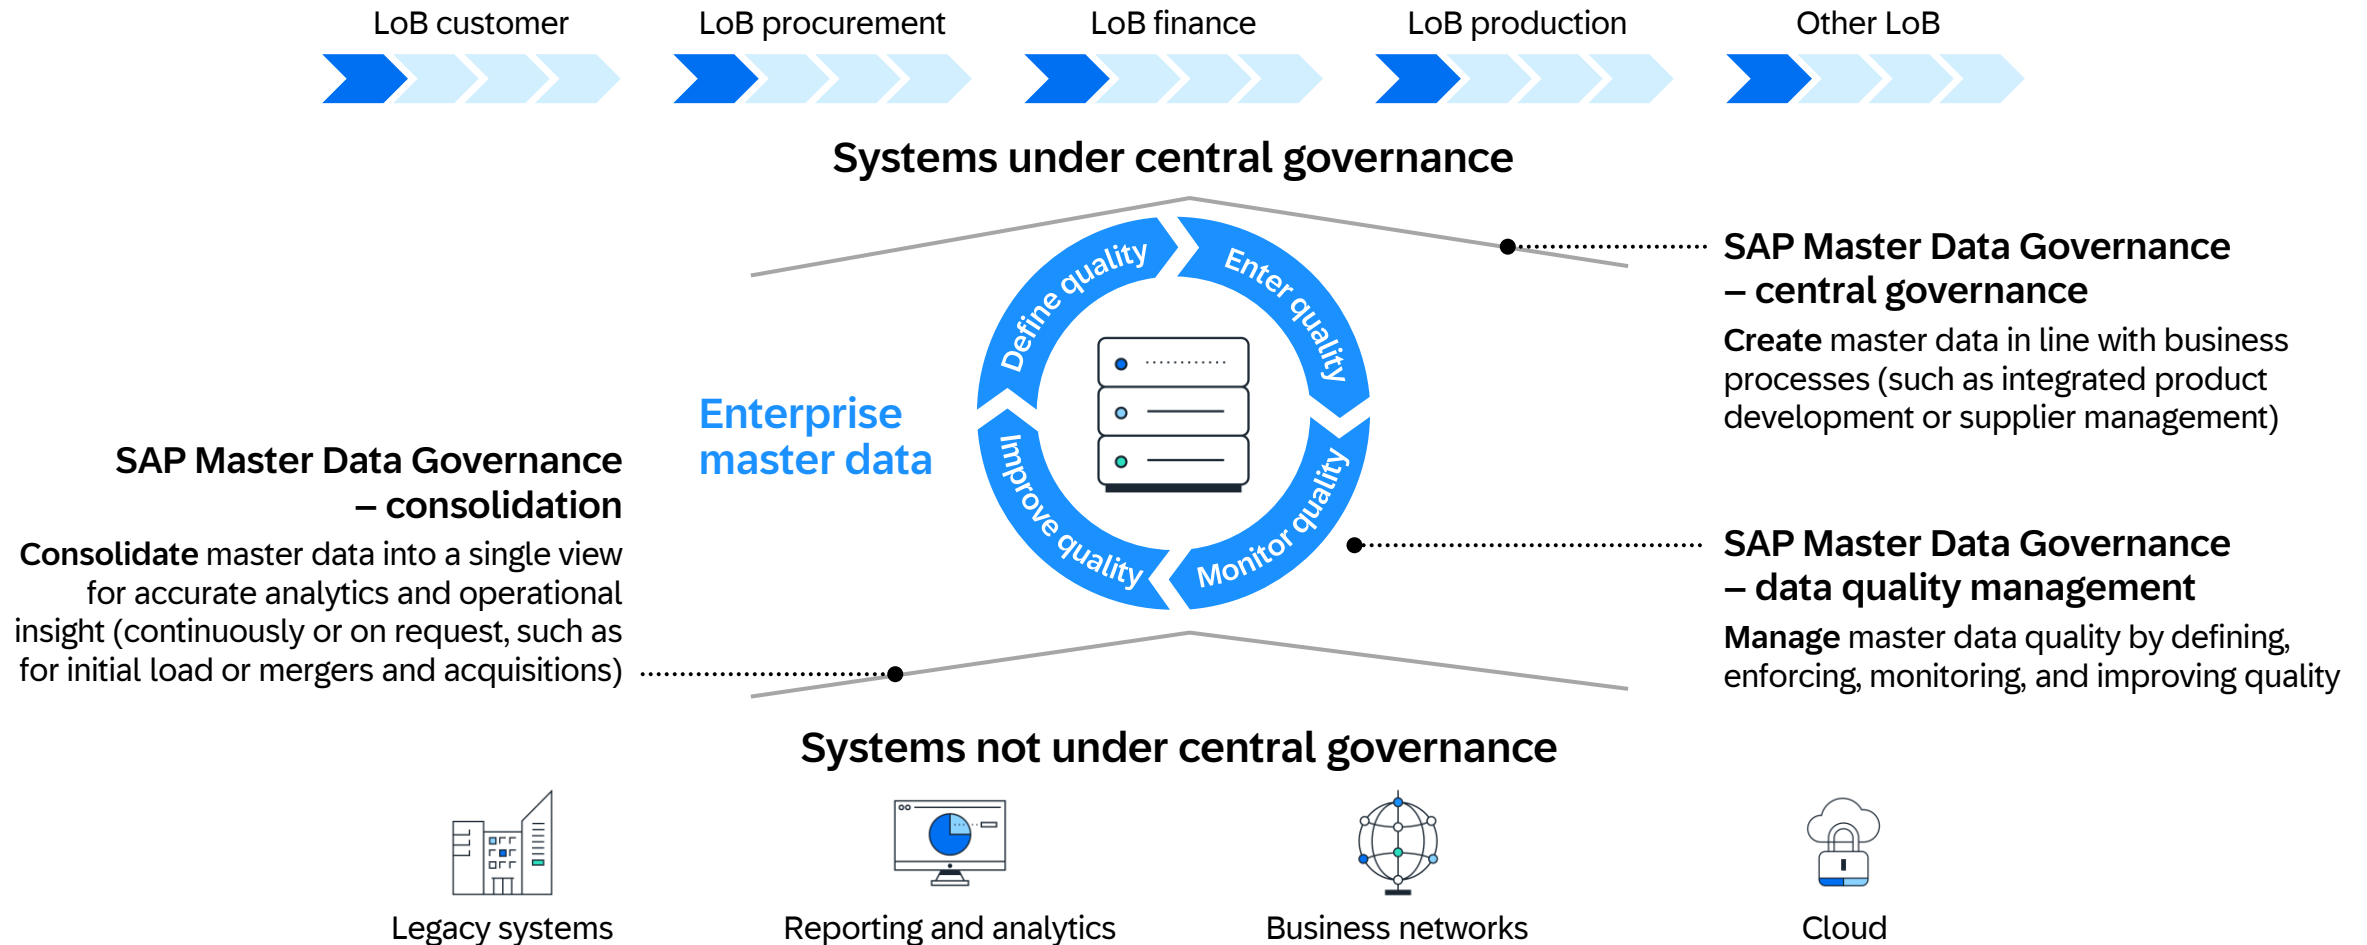 LoB customer
LoB procurement
LoB finance
LoB production
Other LoB
Systems under central governance
Define quality
Enter quality
Monitor quality
Improve quality
Enterprise
master data
SAP Master Data Governance
– central governance
Create master data in line with business
processes (such as integrated product
development or supplier management)
SAP Master Data Governance
– consolidation
Consolidate master data into a single view
for accurate analytics and operational
insight (continuously or on request, such as
for initial load or mergers and acquisitions)
SAP Master Data Governance
– data quality management
Manage master data quality by defining,
enforcing, monitoring, and improving quality
Systems not under central governance
Legacy systems
Reporting and analytics
Business networks
Cloud